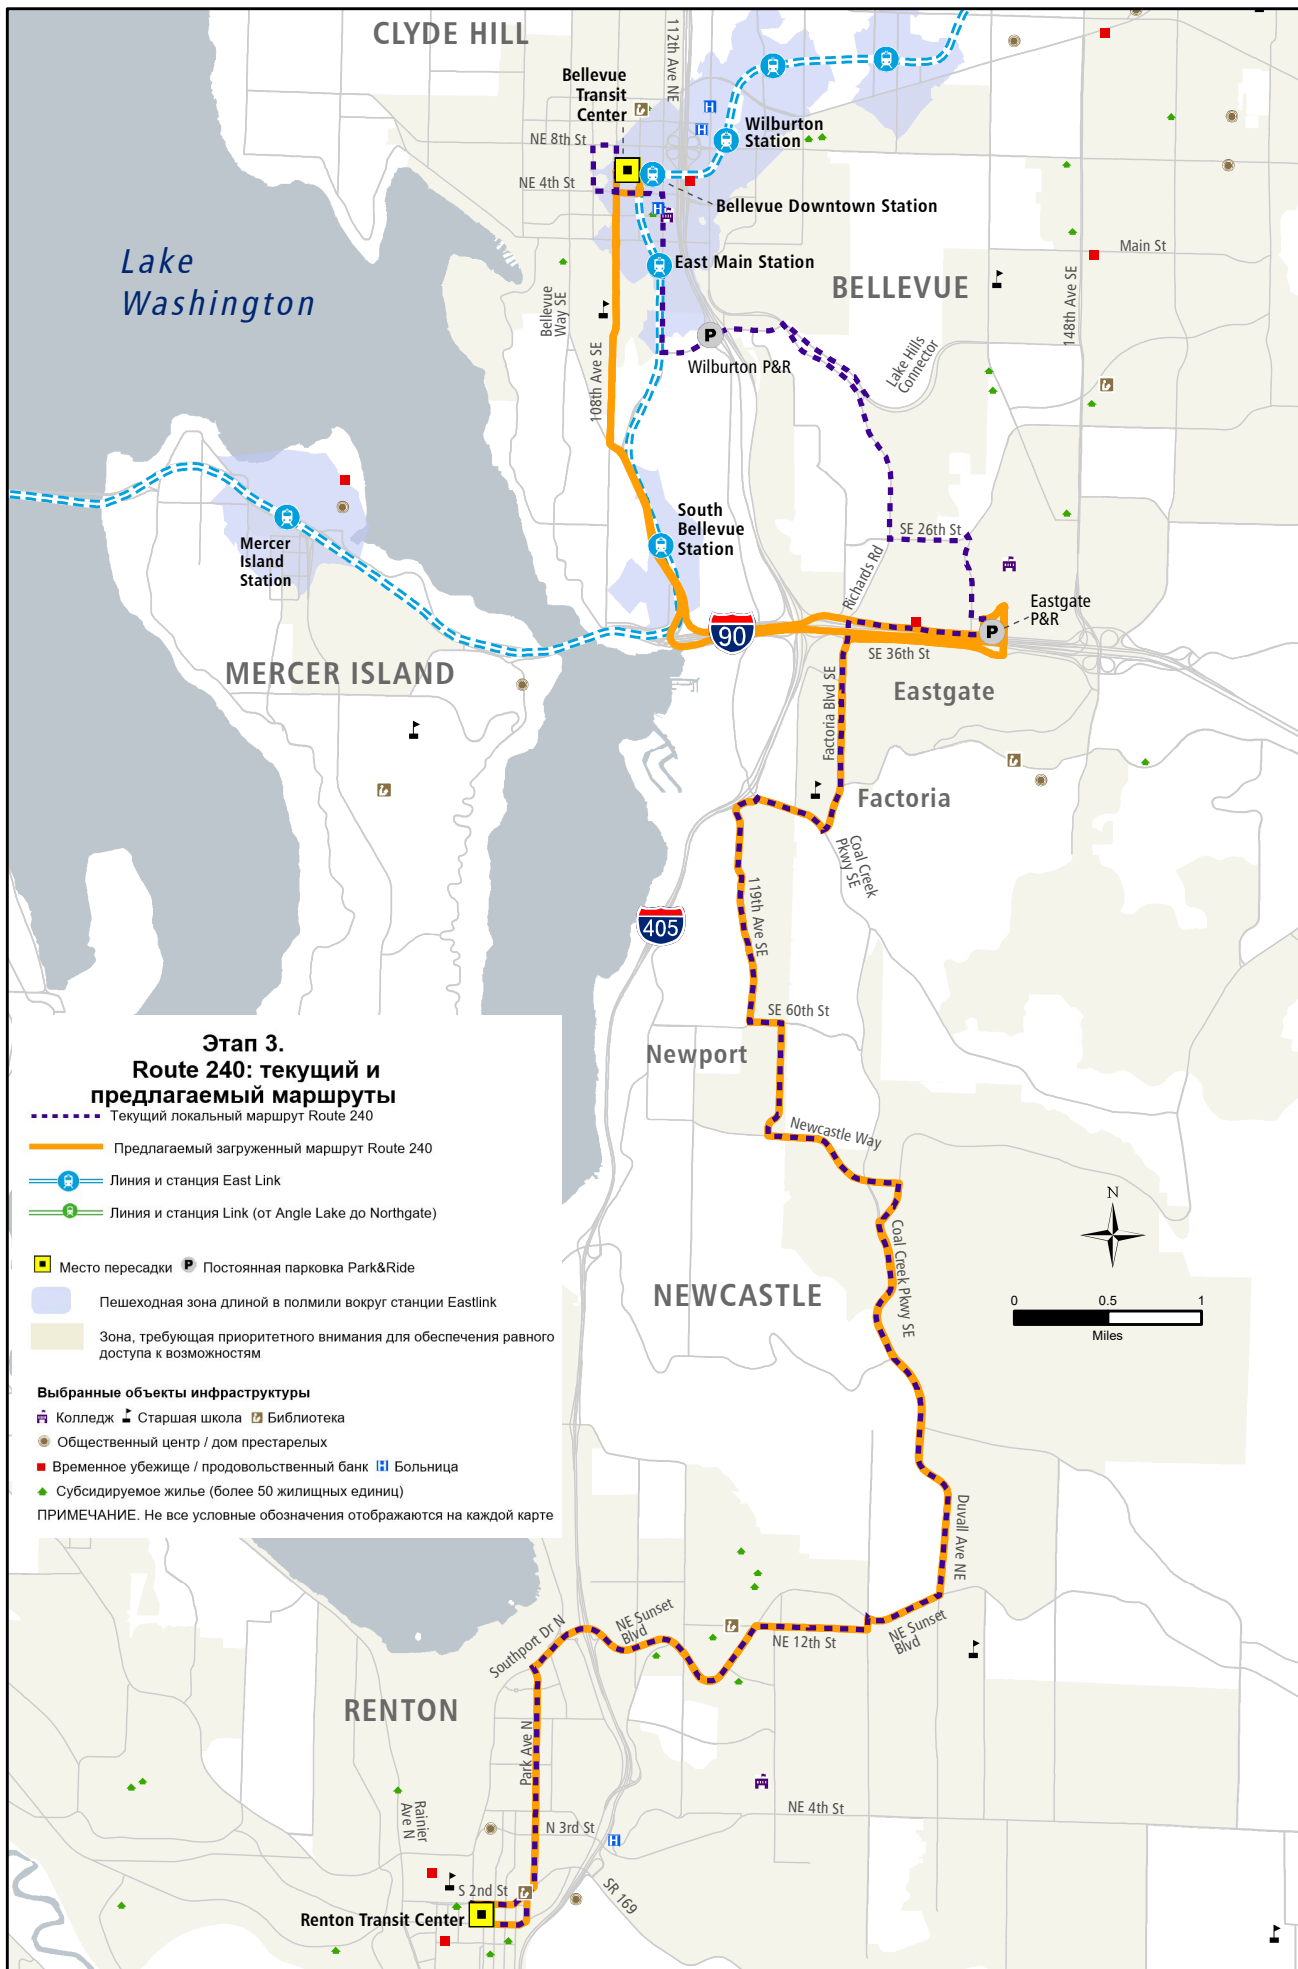 CLYDE HILL
112th Ave NE
Bellevue
Transit
Center
NE 8th St
Wilburton
Station
NE 4th St
Bellevue Downtown Station
Main St
Lake
Washington
East Main Station
BELLEVUE
Bellevue
Way SE
148th Ave SE
P
Wilburton P&R
Lake Hills
Connector
108th Ave SE
South
Bellevue
Station
SE 26th St
Mercer
Island
Station
Richards Rd
Eastgate
P&R
P
90
SE 36th St
MERCER ISLAND
Eastgate
Factoria Blvd SE
Factoria
Coal Creek
Pkwy SE
119th Ave SE
405
SE 60th St
Newport
Newcastle Way
Coal Creek Pkwy SE
N
NEWCASTLE
0 0.5 1
Miles
Этап 3.
Route 240: текущий и
предлагаемый маршруты
Текущий локальный маршрут Route 240
Предлагаемый загруженный маршрут Route 240
Линия и станция East Link
Линия и станция Link (от Angle Lake до Northgate)
Место пересадки P Постоянная парковка Park&Ride
Пешеходная зона длиной в полмили вокруг станции Eastlink
Зона, требующая приоритетного внимания для обеспечения равного
доступа к возможностям
Выбранные объекты инфраструктуры
Колледж Старшая школа Библиотека
Общественный центр / дом престарелых
Временное убежище / продовольственный банк H Больница
Субсидируемое жилье (более 50 жилищных единиц)
ПРИМЕЧАНИЕ. Не все условные обозначения отображаются на каждой карте
Duvall Ave NE
NE Sunset
Blvd
Southport Dr N
NE 12th St
NE Sunset
Blvd
RENTON
Park Ave N
Rainier
Ave N
NE 4th St
N 3rd St
H
S 2nd St
SR 169
Renton Transit Center